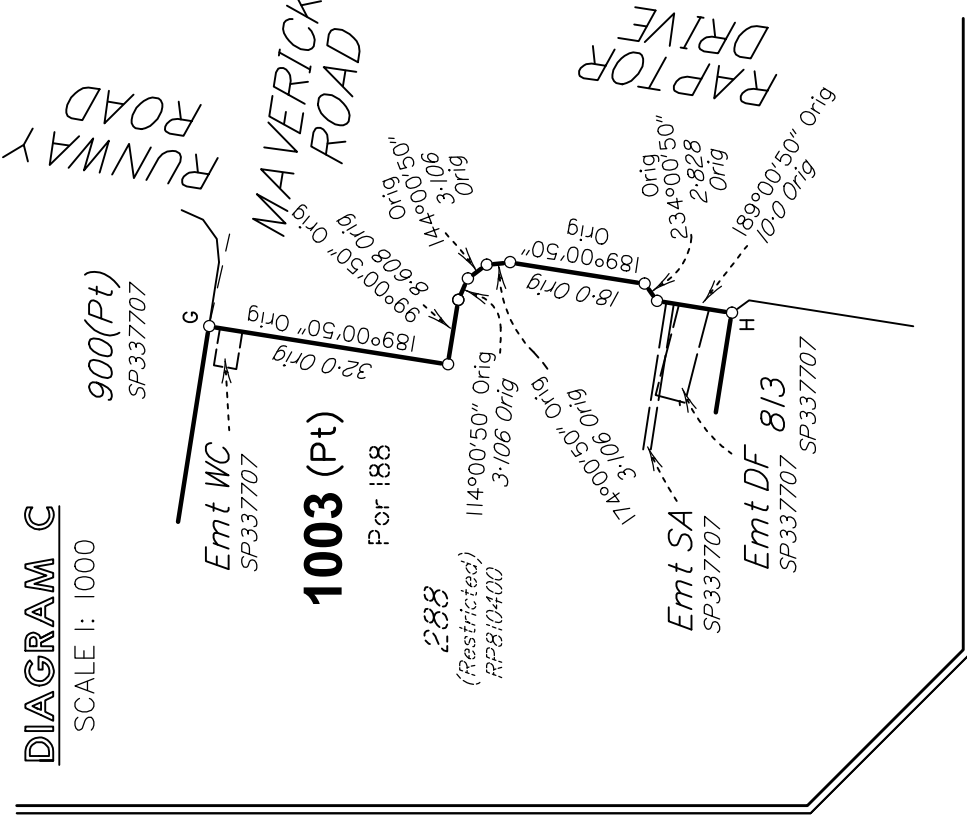 DIAGRAM C
SCALE 1: 1000
RUNWAY
ROAD
MAVERICK
ROAD
RAPTOR
DRIVE
900(Pt)
SP337707
G
Emt WC
SP337707
189°00'50" Orig
32·0 Orig
1003 (Pt)
Por 188
288
(Restricted)
RP810400
99°00'50" Orig
8·608 Orig
Orig
144°00'50"
3·106
Orig
114°00'50" Orig
3·106 Orig
174°00'50" Orig
3·106 Orig
189°00'50"
Orig
18·0 Orig
Orig
234°00'50"
2·828
Orig
189°00'50" Orig
10·0 Orig
Emt SA
SP337707
Emt DF
SP337707
813
SP337707
H